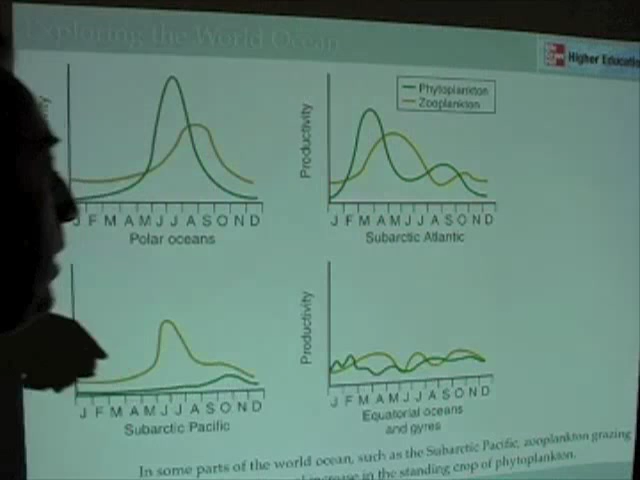 Exploring the World Ocean
Higher Educatio
Phytoplankton
Zooplankton
Productivity
J F M A M J J A S O N D
Polar oceans
J F M A M J J A S O N D
Subarctic Atlantic
Productivity
J F M A M J J A S O N D
Subarctic Pacific
J F M A M J J A S O N D
Equatorial oceans
and gyres
In some parts of the world ocean, such as the Subarctic Pacific, zooplankton grazing
increase in the standing crop of phytoplankton.